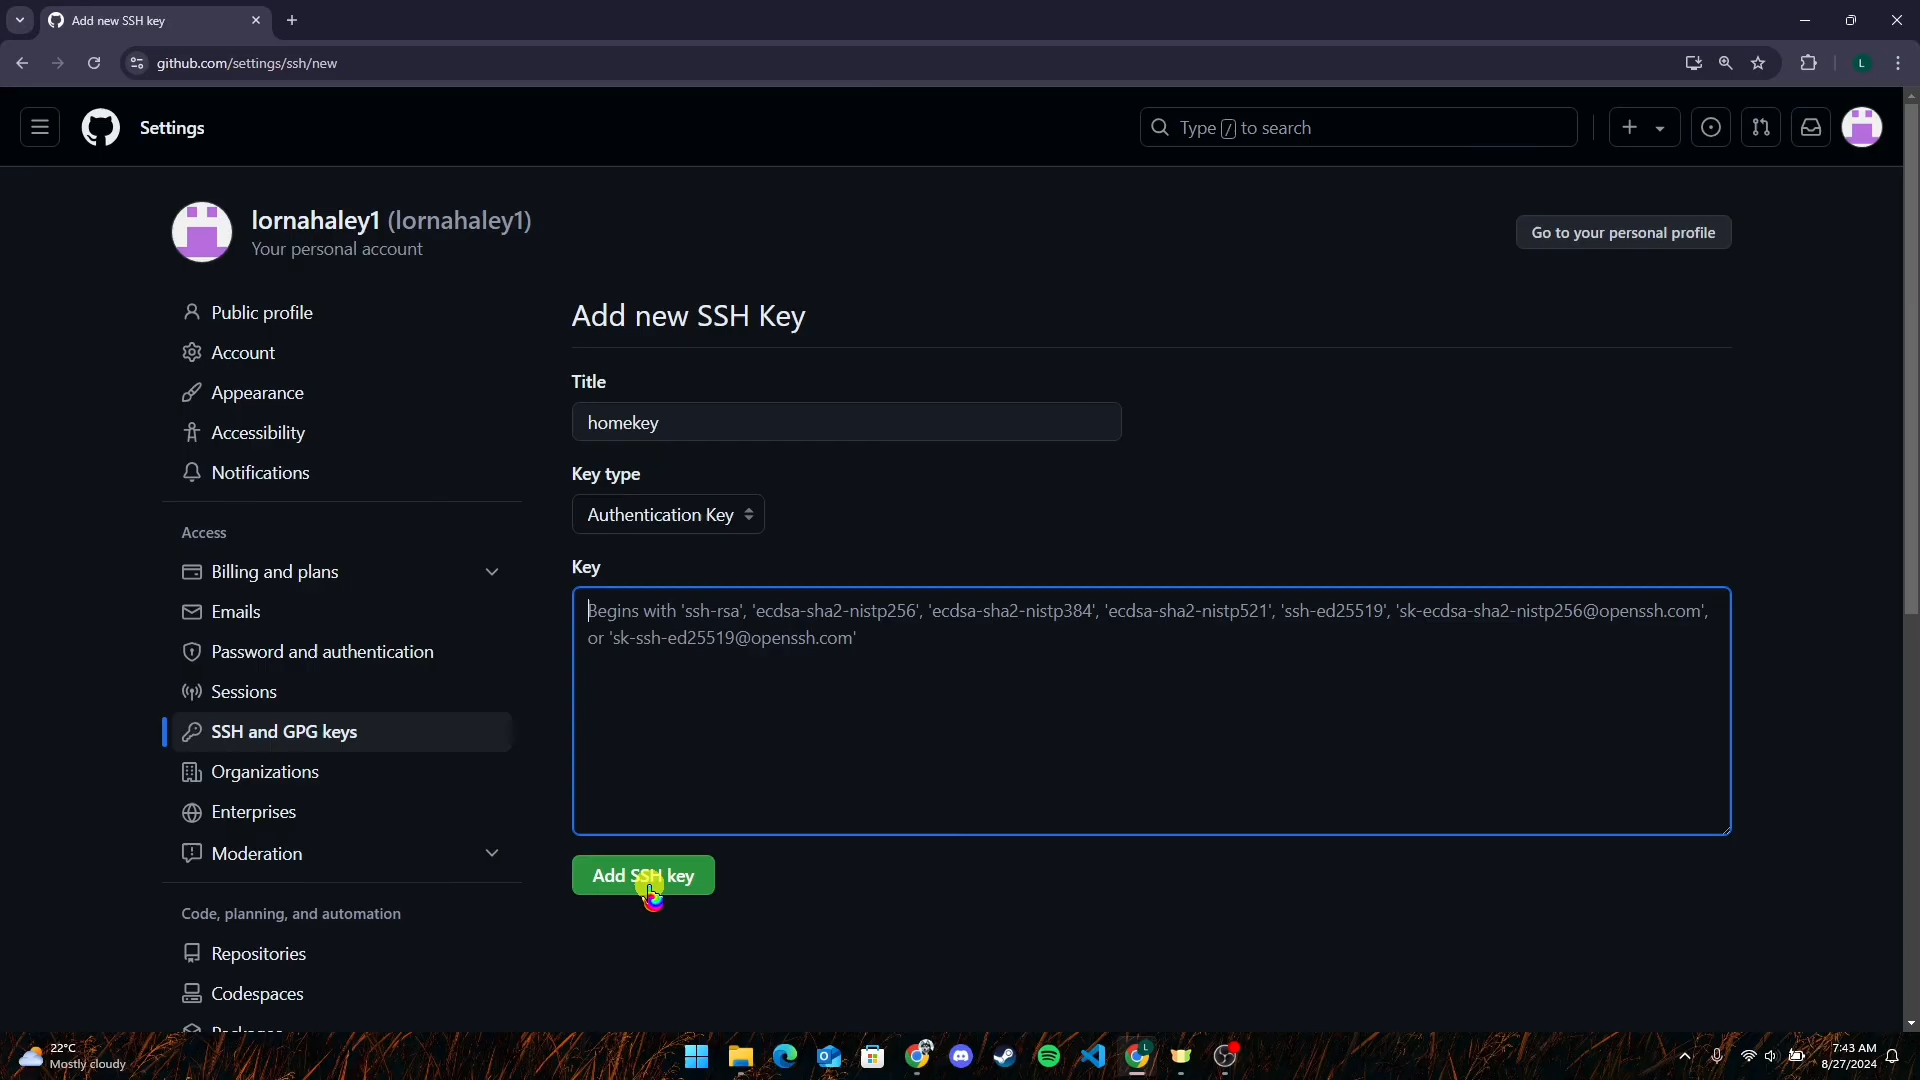 Add new SSH key
github.com/settings/ssh/new
L
Settings
Type / to search
lornahaley1 (lornahaley1)
Your personal account
Go to your personal profile
Public profile
Account
Appearance
Accessibility
Notifications
Access
Billing and plans
Emails
Password and authentication
Sessions
SSH and GPG keys
Organizations
Enterprises
Moderation
Code, planning, and automation
Repositories
Codespaces
Packages
Add new SSH Key
Title
homekey
Key type
Authentication Key
Key
Begins with 'ssh-rsa', 'ecdsa-sha2-nistp256', 'ecdsa-sha2-nistp384', 'ecdsa-sha2-nistp521', 'ssh-ed25519', 'sk-ecdsa-sha2-nistp256@openssh.com',
or 'sk-ssh-ed25519@openssh.com'
Add SSH key
22°C
Mostly cloudy
L
7:43 AM
8/27/2024